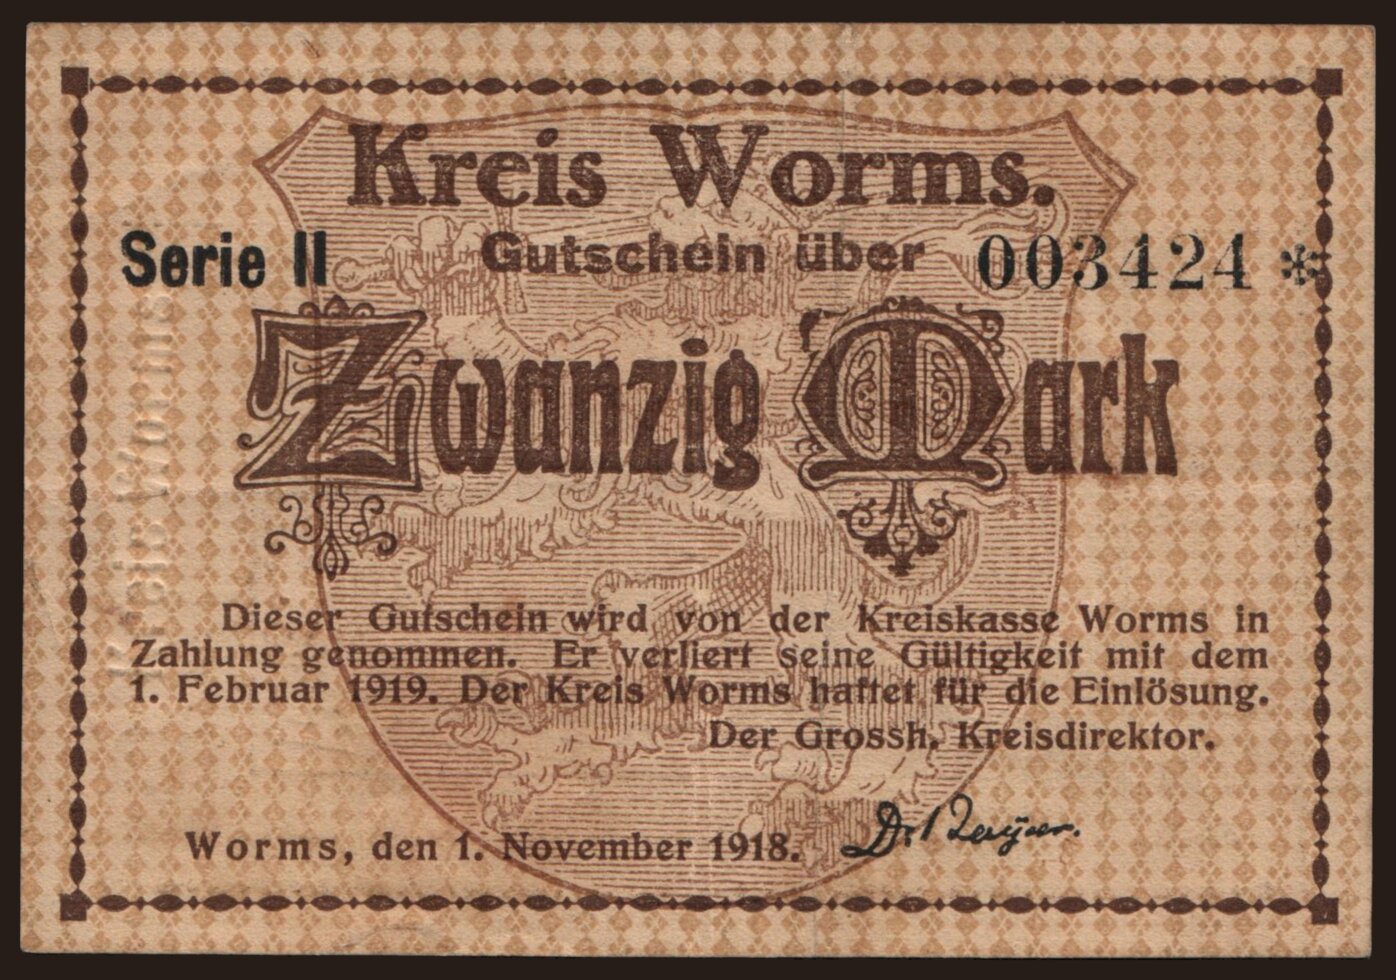 Kreis Worms.
Serie II Gutschein über 003424 *
Zwanzig Mark
Dieser Gutschein wird von der Kreiskasse Worms in
Zahlung genommen. Er verliert seine Gültigkeit mit dem
1. Februar 1919. Der Kreis Worms haftet für die Einlösung.
Der Grossh. Kreisdirektor.
Worms, den 1. November 1918. Dr.
Kreis Worms